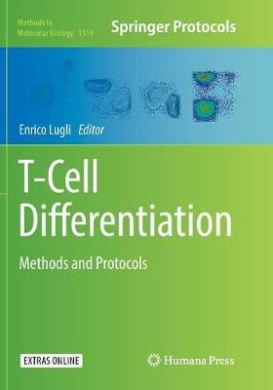 Methods in
Molecular Biology 1514
Springer Protocols
Enrico Lugli Editor
T-Cell
Differentiation
Methods and Protocols
EXTRAS ONLINE
Humana Press